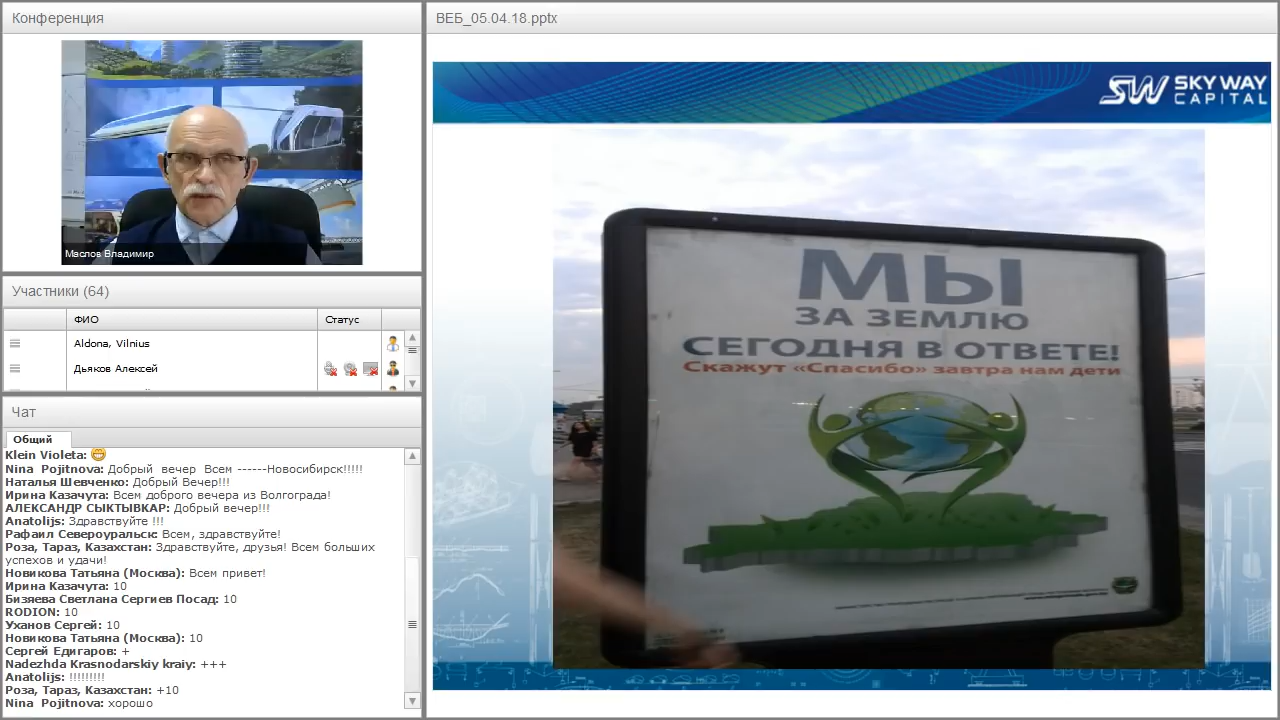 Конференция
Маслов Владимир
Участники (64)
ФИО
Статус
Aldona, Vilnius
Дьяков Алексей
Чат
Общий
Klein Violeta:
Nina Pojitnova: Добрый вечер Всем ------Новосибирск!!!!!
Наталья Шевченко: Добрый Вечер!!!
Ирина Казачута: Всем доброго вечера из Волгограда!
АЛЕКСАНДР СЫКТЫВКАР: Добрый вечер!!!
Anatolijs: Здравствуйте !!!
Рафаил Североуральск: Всем, здравствуйте!
Роза, Тараз, Казахстан: Здравствуйте, друзья! Всем больших
успехов и удачи!
Новикова Татьяна (Москва): Всем привет!
Ирина Казачута: 10
Бизяева Светлана Сергиев Посад: 10
RODION: 10
Уханов Сергей: 10
Новикова Татьяна (Москва): 10
Сергей Едигаров: +
Nadezhda Krasnodarskiy kraiy: +++
Anatolijs: !!!!!!!!!
Роза, Тараз, Казахстан: +10
Nina Pojitnova: хорошо
ВЕБ_05.04.18.pptx
SW SKY WAY
CAPITAL
МЫ
ЗА ЗЕМЛЮ
СЕГОДНЯ В ОТВЕТЕ!
Скажут «Спасибо» завтра нам дети